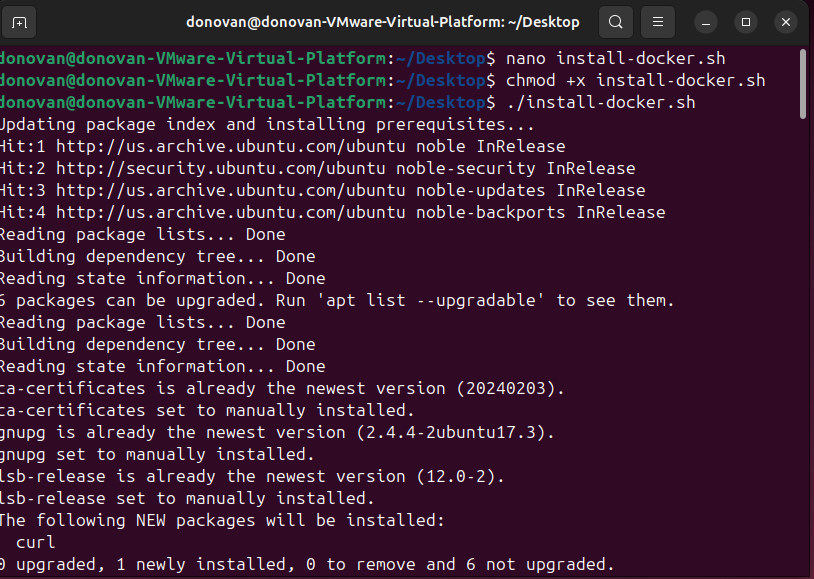 donovan@donovan-VMware-Virtual-Platform: ~/Desktop
donovan@donovan-VMware-Virtual-Platform:~/Desktop$ nano install-docker.sh
donovan@donovan-VMware-Virtual-Platform:~/Desktop$ chmod +x install-docker.sh
donovan@donovan-VMware-Virtual-Platform:~/Desktop$ ./install-docker.sh
Updating package index and installing prerequisites...
Hit:1 http://us.archive.ubuntu.com/ubuntu noble InRelease
Hit:2 http://security.ubuntu.com/ubuntu noble-security InRelease
Hit:3 http://us.archive.ubuntu.com/ubuntu noble-updates InRelease
Hit:4 http://us.archive.ubuntu.com/ubuntu noble-backports InRelease
Reading package lists... Done
Building dependency tree... Done
Reading state information... Done
6 packages can be upgraded. Run 'apt list --upgradable' to see them.
Reading package lists... Done
Building dependency tree... Done
Reading state information... Done
ca-certificates is already the newest version (20240203).
ca-certificates set to manually installed.
gnupg is already the newest version (2.4.4-2ubuntu17.3).
gnupg set to manually installed.
lsb-release is already the newest version (12.0-2).
lsb-release set to manually installed.
The following NEW packages will be installed:
  curl
0 upgraded, 1 newly installed, 0 to remove and 6 not upgraded.